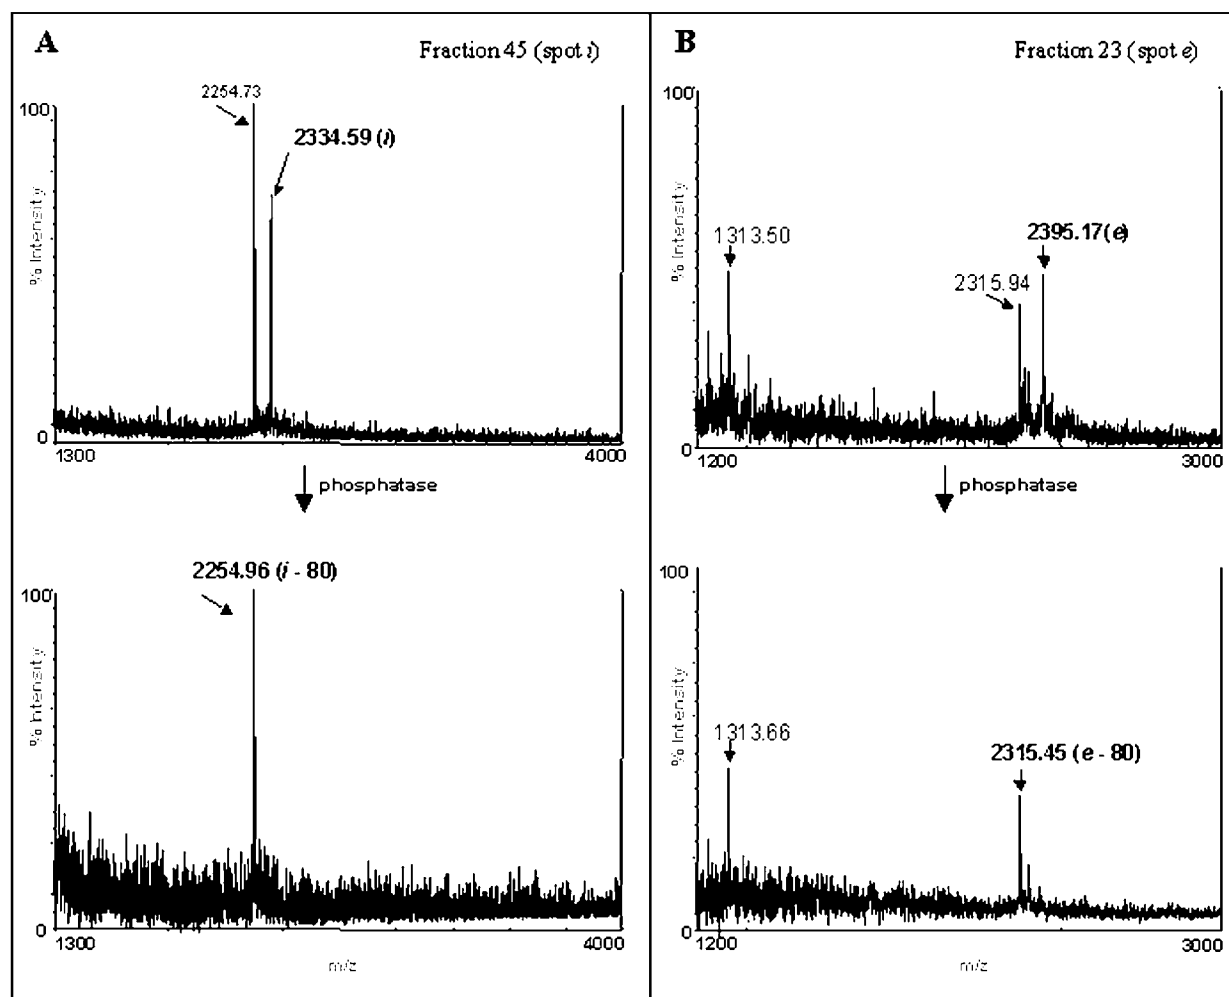 A
Fraction 45 (spot i)
100
2254.73
2334.59 (i)
% Intensity
0
1300
4000
phosphatase
2254.96 (i - 80)
100
% Intensity
0
1300
4000
m/z
B
Fraction 23 (spot e)
100
1313.50
2395.17(e)
2315.94
% Intensity
0
1200
3000
phosphatase
100
1313.66
2315.45 (e - 80)
% Intensity
0
1200
3000
m/z